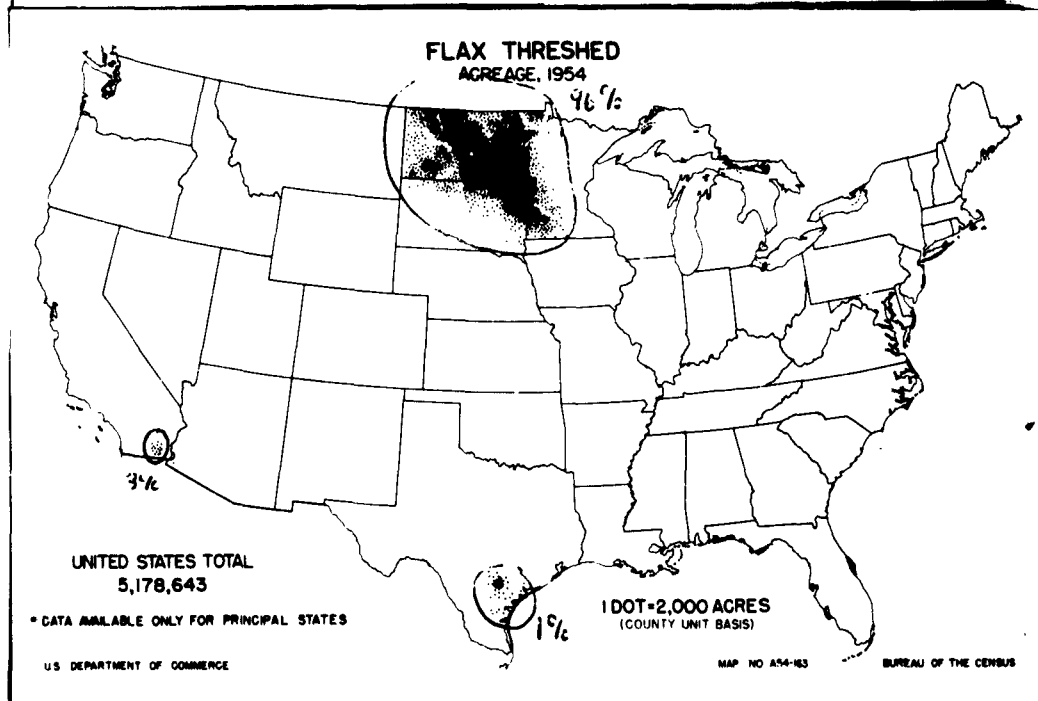 FLAX THRESHED
ACREAGE, 1954
96%
3%
UNITED STATES TOTAL
5,178,643
* DATA AVAILABLE ONLY FOR PRINCIPAL STATES
1 DOT=2,000 ACRES
(COUNTY UNIT BASIS)
1%
U.S. DEPARTMENT OF COMMERCE
MAP NO. A54-163
BUREAU OF THE CENSUS